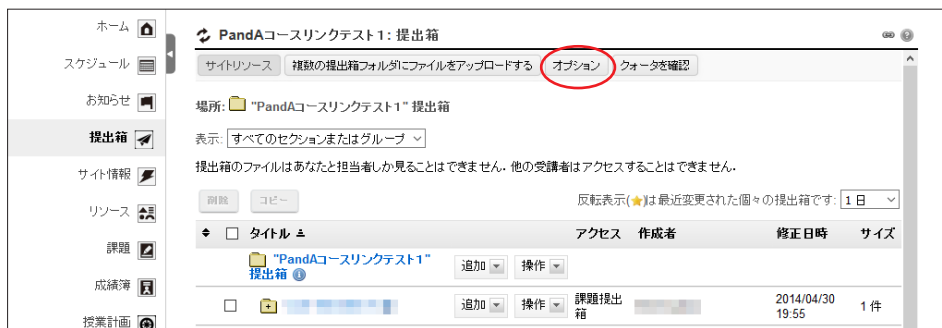 ホーム
スケジュール
お知らせ
提出箱
サイト情報
リソース
課題
成績簿
授業計画
PandAコースリンクテスト1: 提出箱
サイトリソース 複数の提出箱フォルダにファイルをアップロードする オプション クォータを確認
場所: "PandAコースリンクテスト1" 提出箱
表示: すべてのセクションまたはグループ
提出箱のファイルはあなたと担当者しか見ることはできません. 他の受講者はアクセスすることはできません.
削除 コピー 反転表示(★)は最近変更された個々の提出箱です: 1 日
タイトル アクセス 作成者 修正日時 サイズ
"PandAコースリンクテスト1"
提出箱 追加 操作
追加 操作 課題提出
箱 2014/04/30
19:55 1 件